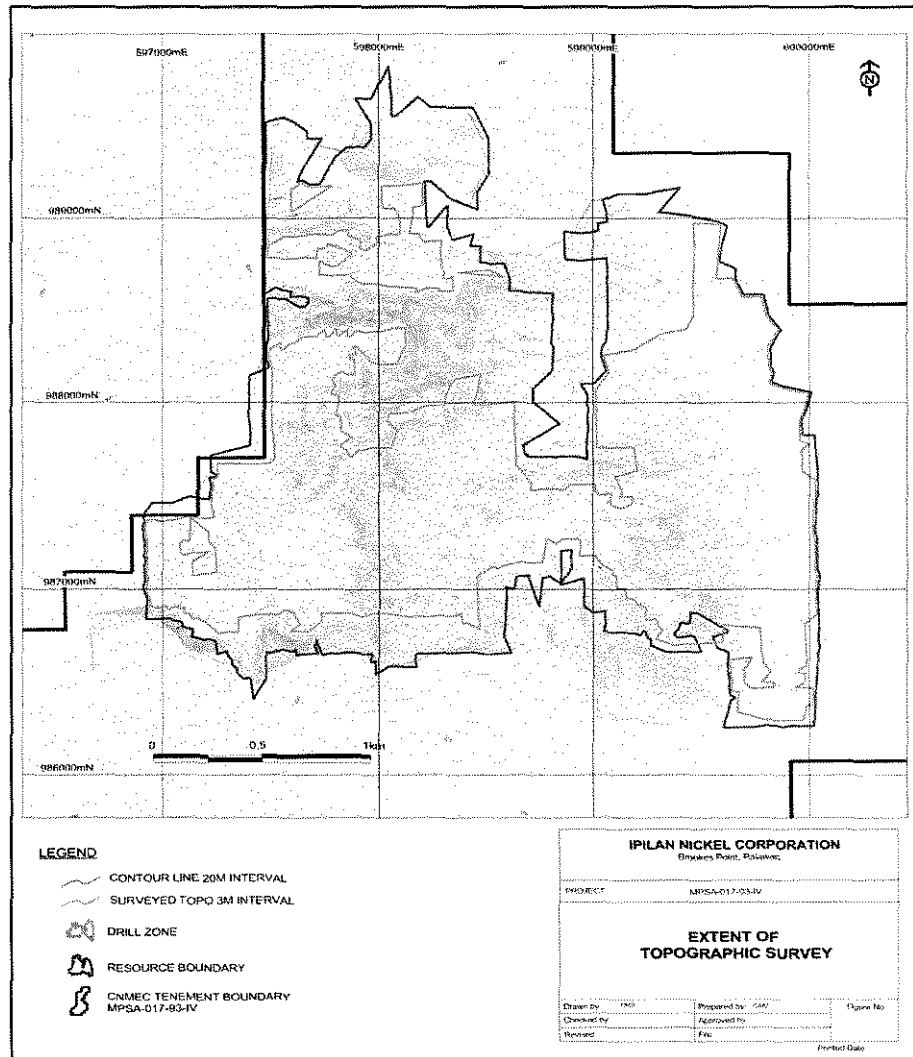 597000mE 598000mE 599000mE 600000mE
N
989000mN
988000mN
987000mN
986000mN
0 0.5 1km
LEGEND
CONTOUR LINE 20M INTERVAL
SURVEYED TOPO 3M INTERVAL
DRILL ZONE
RESOURCE BOUNDARY
CNMEC TENEMENT BOUNDARY
MPSA-017-93-IV
IPILAN NICKEL CORPORATION
Brookes Point, Palawan
PROJECT MPSA-017-93-IV
EXTENT OF
TOPOGRAPHIC SURVEY
Drawn by Prepared by Figure No
Checked by Approved by
Revised File
Printed Date